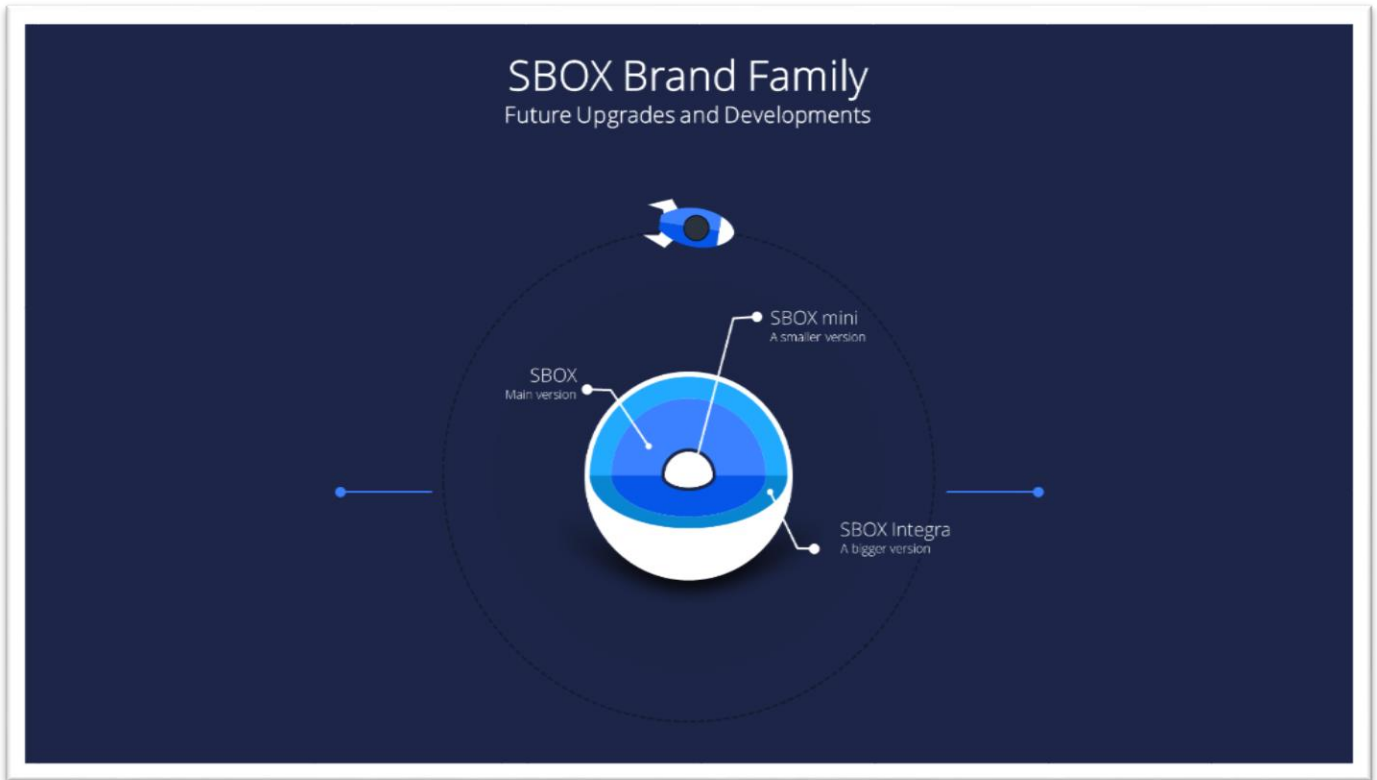 SBOX Brand Family
Future Upgrades and Developments
SBOX mini
A smaller version
SBOX
Main version
SBOX Integra
A bigger version